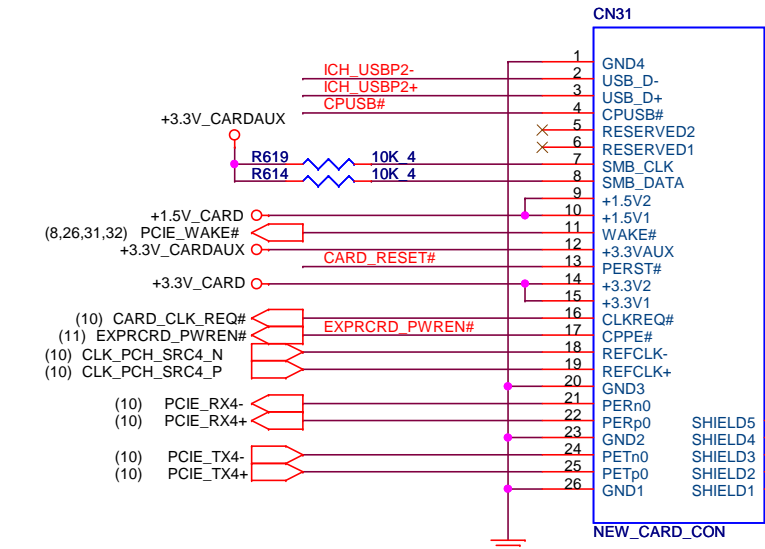 CN31
1 GND4
ICH_USBP2- 2 USB_D-
ICH_USBP2+ 3 USB_D+
CPUSB# 4 CPUSB#
+3.3V_CARDAUX
5 RESERVED2
6 RESERVED1
R619 10K_4 7 SMB_CLK
R614 10K_4 8 SMB_DATA
9 +1.5V2
+1.5V_CARD 10 +1.5V1
(8,26,31,32) PCIE_WAKE# 11 WAKE#
+3.3V_CARDAUX 12 +3.3VAUX
CARD_RESET# 13 PERST#
+3.3V_CARD 14 +3.3V2
15 +3.3V1
(10) CARD_CLK_REQ# 16 CLKREQ#
(11) EXPRCRD_PWREN# EXPRCRD_PWREN# 17 CPPE#
(10) CLK_PCH_SRC4_N 18 REFCLK-
(10) CLK_PCH_SRC4_P 19 REFCLK+
20 GND3
(10) PCIE_RX4- 21 PERn0
(10) PCIE_RX4+ 22 PERp0 SHIELD5
23 GND2 SHIELD4
(10) PCIE_TX4- 24 PETn0 SHIELD3
(10) PCIE_TX4+ 25 PETp0 SHIELD2
26 GND1 SHIELD1
NEW_CARD_CON